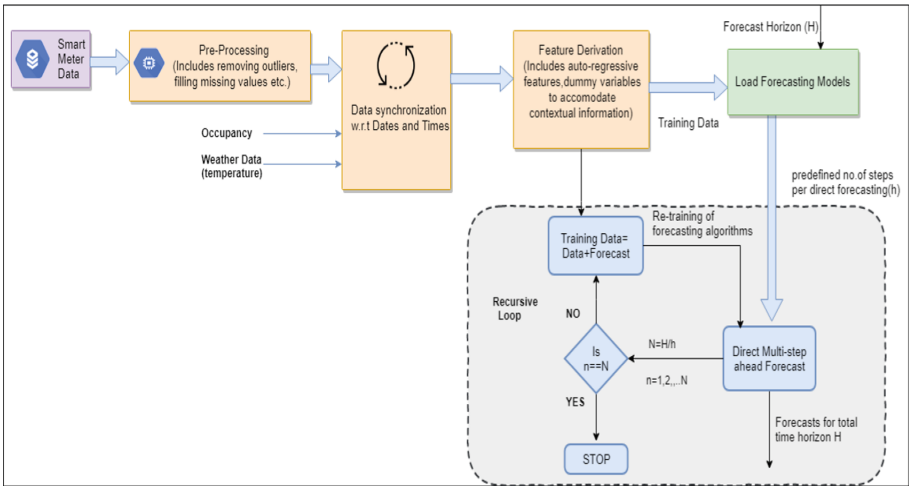 Smart
Meter
Data
Pre-Processing
(Includes removing outliers,
filling missing values etc.)
Data synchronization
w.r.t Dates and Times
Occupancy
Weather Data
(temperature)
Feature Derivation
(Includes auto-regressive
features,dummy variables
to accomodate
contextual information)
Training Data
Forecast Horizon (H)
Load Forecasting Models
predefined no.of steps
per direct forecasting(h)
Training Data=
Data+Forecast
Re-training of
forecasting algorithms
Recursive
Loop
NO
Is
n==N
YES
STOP
N=H/h
n=1,2,,..N
Direct Multi-step
ahead Forecast
Forecasts for total
time horizon H